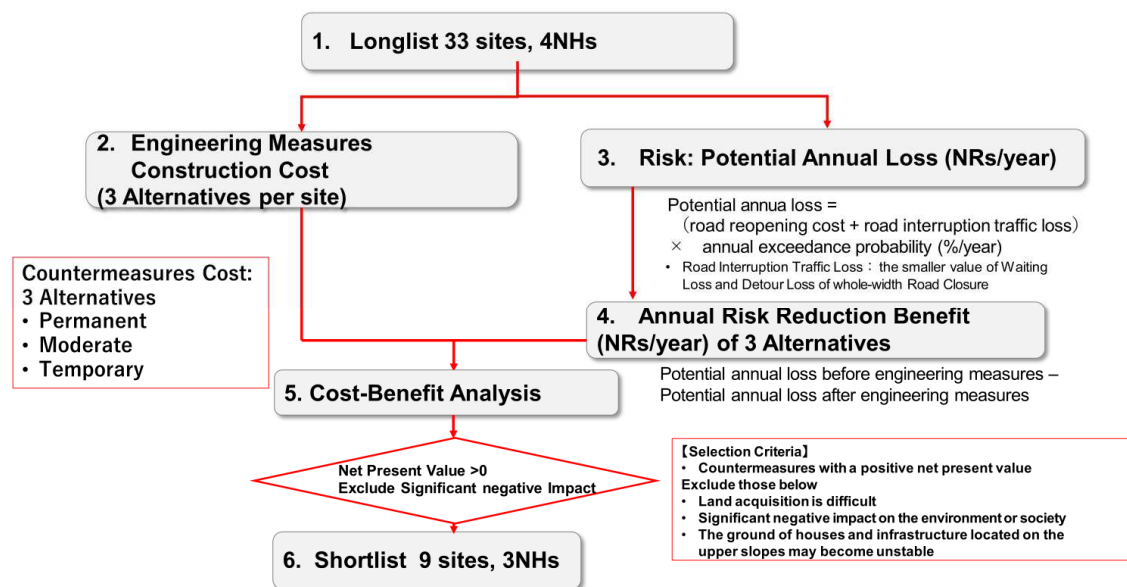 1. Longlist 33 sites, 4NHs
2. Engineering Measures
Construction Cost
(3 Alternatives per site)
3. Risk: Potential Annual Loss (NRs/year)
Potential annua loss =
（road reopening cost + road interruption traffic loss）
× annual exceedance probability (%/year)
• Road Interruption Traffic Loss： the smaller value of Waiting
Loss and Detour Loss of whole-width Road Closure
Countermeasures Cost:
3 Alternatives
• Permanent
• Moderate
• Temporary
4. Annual Risk Reduction Benefit
(NRs/year) of 3 Alternatives
Potential annual loss before engineering measures –
Potential annual loss after engineering measures
5. Cost-Benefit Analysis
Net Present Value >0
Exclude Significant negative Impact
【Selection Criteria】
• Countermeasures with a positive net present value
Exclude those below
• Land acquisition is difficult
• Significant negative impact on the environment or society
• The ground of houses and infrastructure located on the
upper slopes may become unstable
6. Shortlist 9 sites, 3NHs